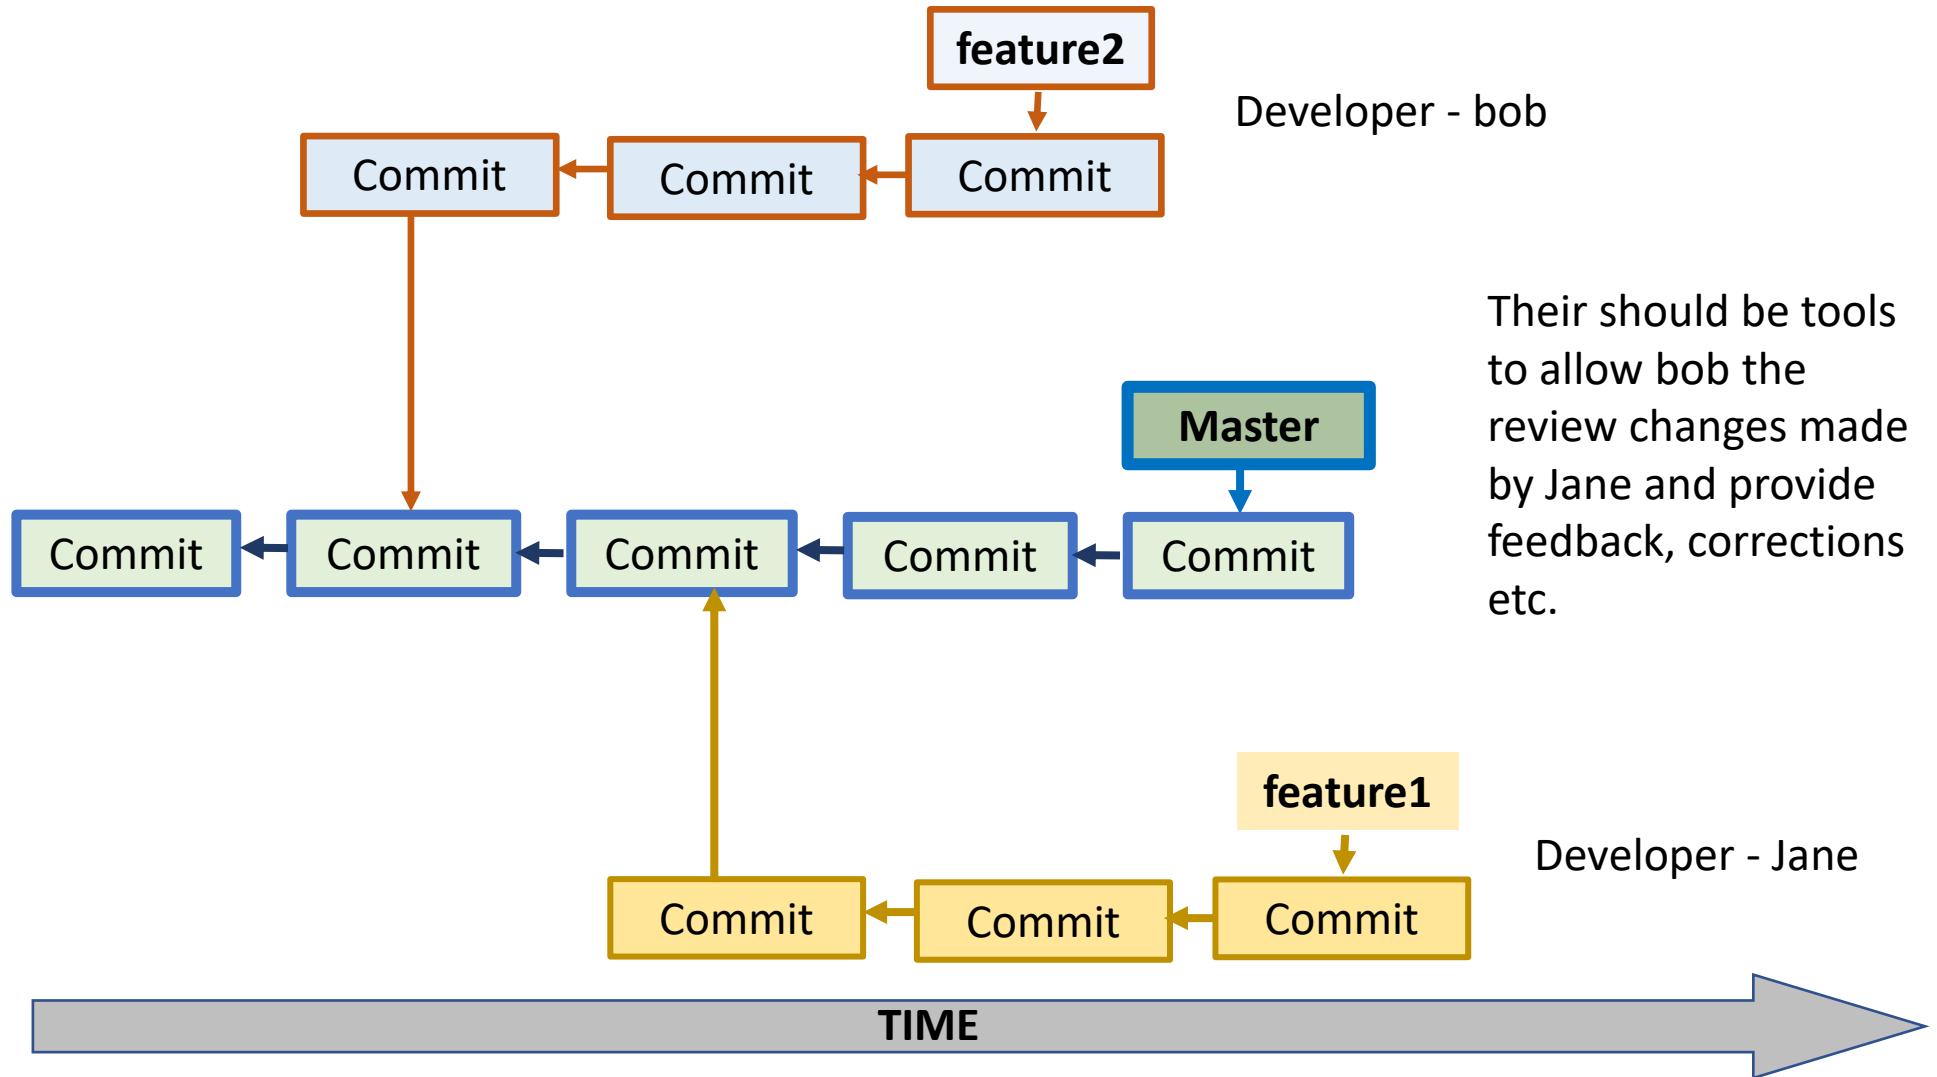 feature2
Developer - bob
Commit
Commit
Commit
Their should be tools
to allow bob the
review changes made
by Jane and provide
feedback, corrections
etc.
Master
Commit
Commit
Commit
Commit
Commit
feature1
Developer - Jane
Commit
Commit
Commit
TIME